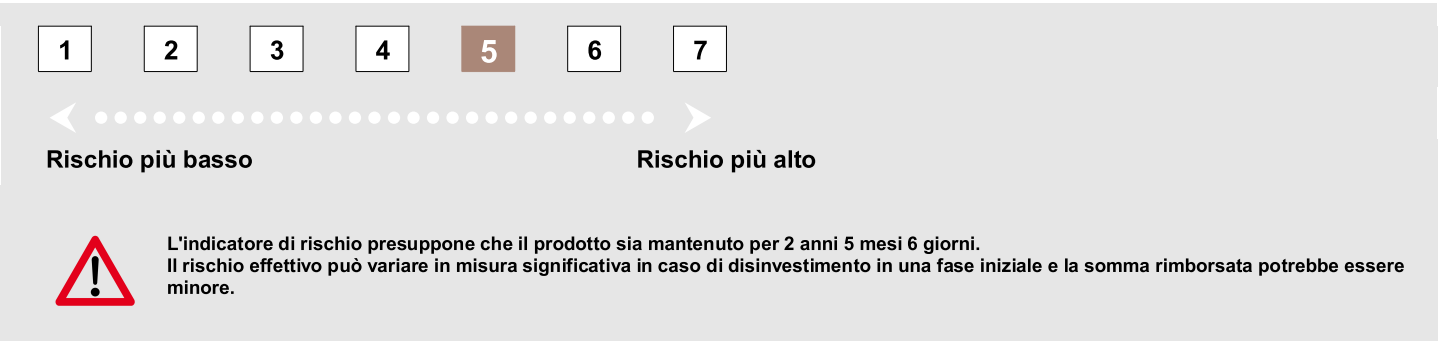 1 2 3 4 5 6 7
Rischio più basso Rischio più alto
L'indicatore di rischio presuppone che il prodotto sia mantenuto per 2 anni 5 mesi 6 giorni.
Il rischio effettivo può variare in misura significativa in caso di disinvestimento in una fase iniziale e la somma rimborsata potrebbe essere
minore.